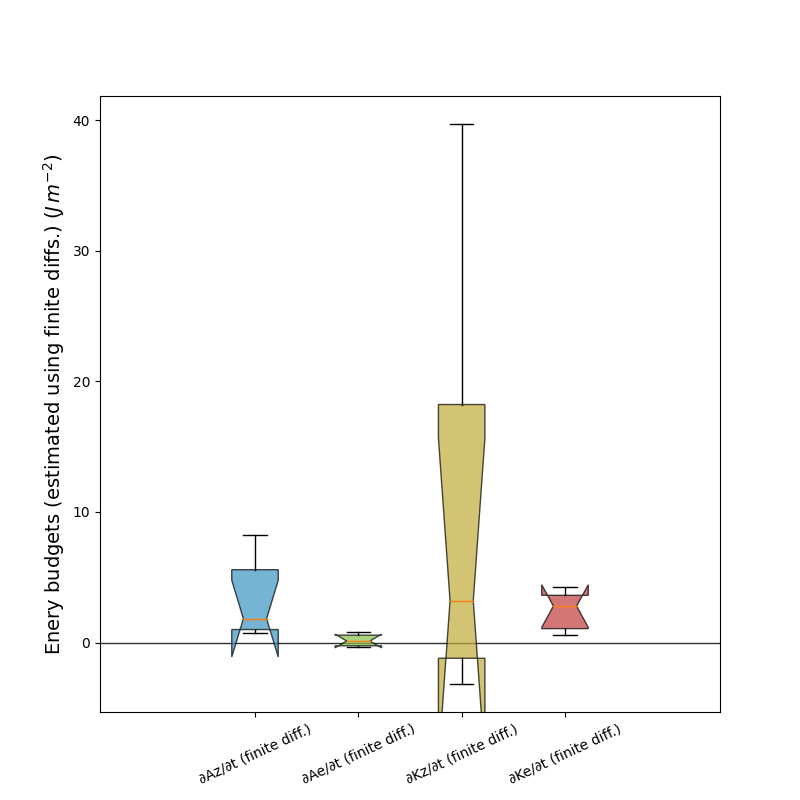 Enery budgets (estimated using finite diffs.) (J m⁻²)
40
30
20
10
0
∂Az/∂t (finite diff.)
∂Ae/∂t (finite diff.)
∂Kz/∂t (finite diff.)
∂Ke/∂t (finite diff.)